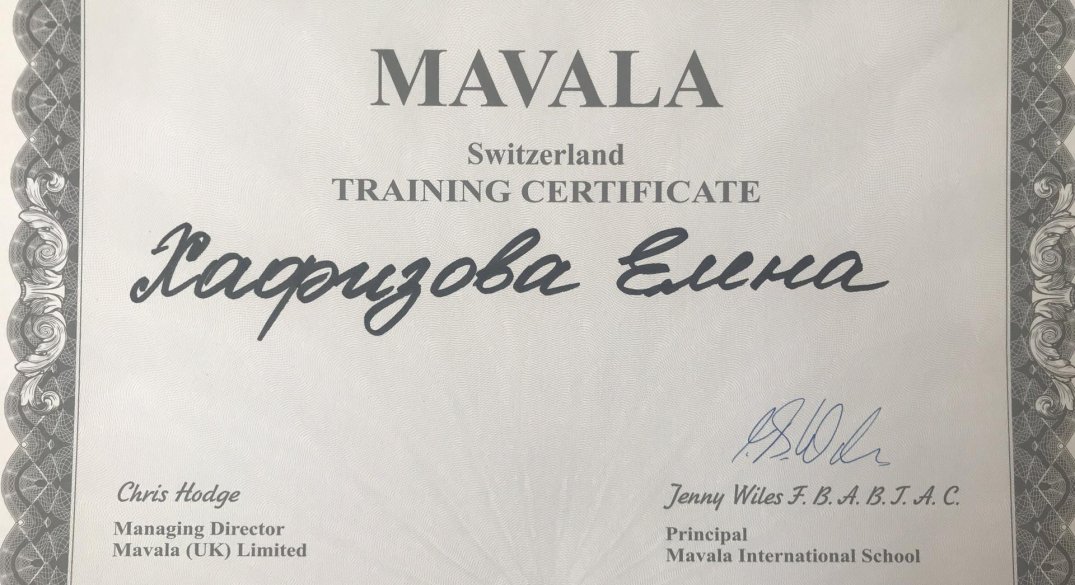 MAVALA
Switzerland
TRAINING CERTIFICATE
Хафизова Елена
Chris Hodge
Managing Director
Mavala (UK) Limited
Jenny Wiles F. B. A. B. T. A. C.
Principal
Mavala International School